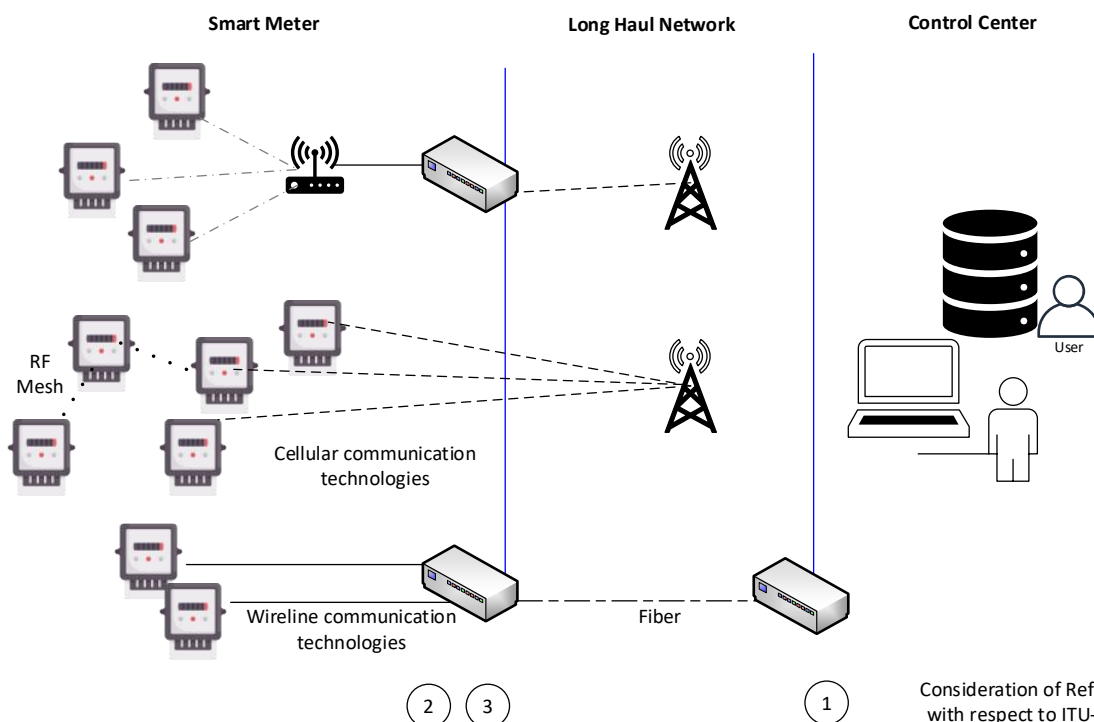 Smart Meter
Long Haul Network
Control Center
User
RF
Mesh
Cellular communication
technologies
Wireline communication
technologies
Fiber
2
3
1
Consideration of Ref
with respect to ITU-